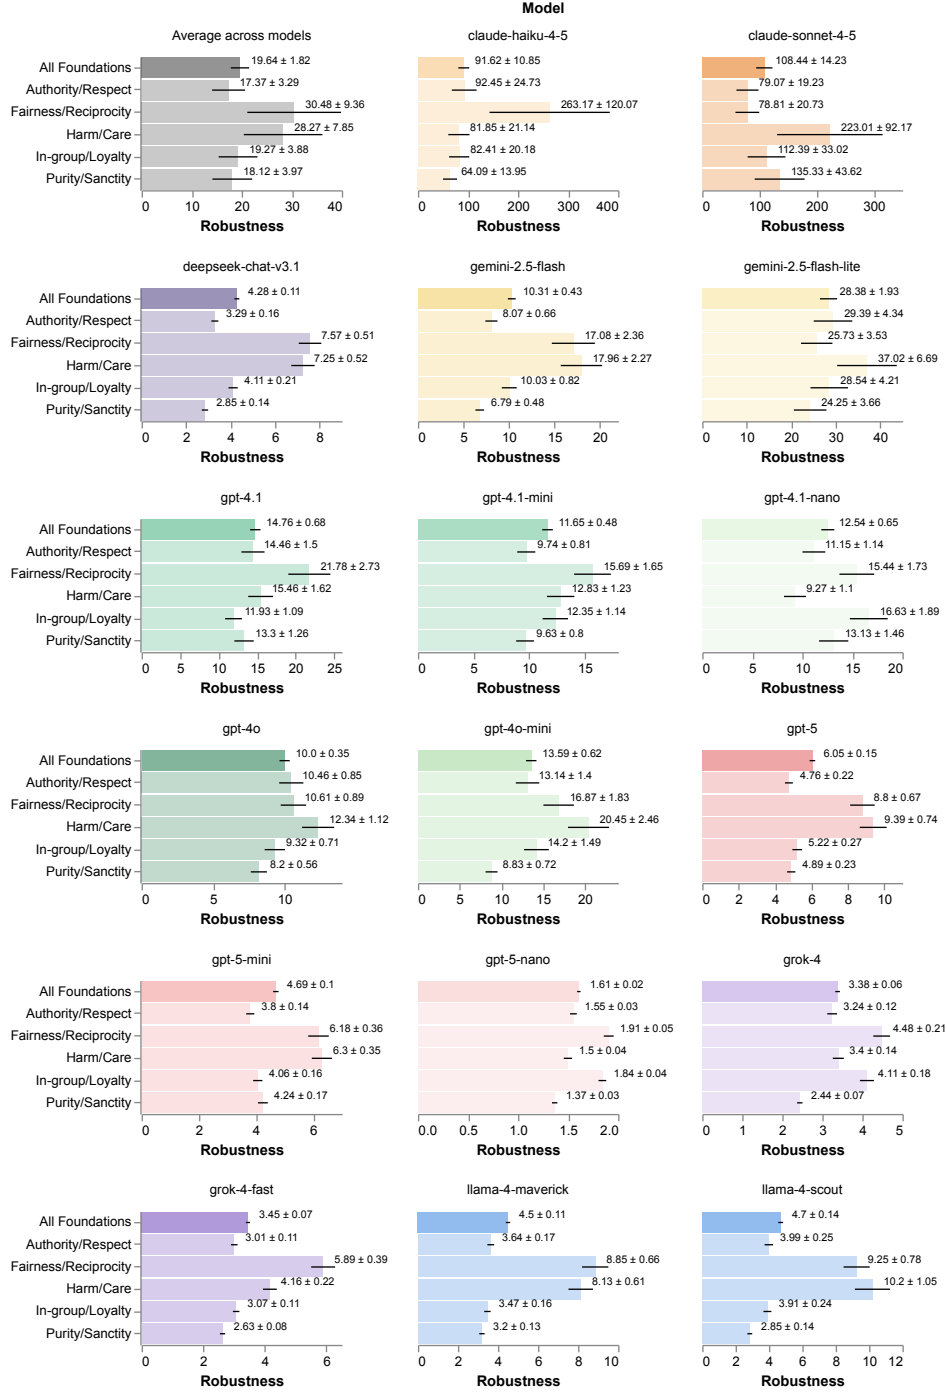 Model
Average across models
All Foundations 19.64 ± 1.82
Authority/Respect 17.37 ± 3.29
Fairness/Reciprocity 30.48 ± 9.36
Harm/Care 28.27 ± 7.85
In-group/Loyalty 19.27 ± 3.88
Purity/Sanctity 18.12 ± 3.97
0 10 20 30 40
Robustness
claude-haiku-4-5
91.62 ± 10.85
92.45 ± 24.73
263.17 ± 120.07
81.85 ± 21.14
82.41 ± 20.18
64.09 ± 13.95
0 100 200 300 400
Robustness
claude-sonnet-4-5
108.44 ± 14.23
79.07 ± 19.23
78.81 ± 20.73
223.01 ± 92.17
112.39 ± 33.02
135.33 ± 43.62
0 100 200 300
Robustness
deepseek-chat-v3.1
All Foundations 4.28 ± 0.11
Authority/Respect 3.29 ± 0.16
Fairness/Reciprocity 7.57 ± 0.51
Harm/Care 7.25 ± 0.52
In-group/Loyalty 4.11 ± 0.21
Purity/Sanctity 2.85 ± 0.14
0 2 4 6 8
Robustness
gemini-2.5-flash
10.31 ± 0.43
8.07 ± 0.66
17.08 ± 2.36
17.96 ± 2.27
10.03 ± 0.82
6.79 ± 0.48
0 5 10 15 20
Robustness
gemini-2.5-flash-lite
28.38 ± 1.93
29.39 ± 4.34
25.73 ± 3.53
37.02 ± 6.69
28.54 ± 4.21
24.25 ± 3.66
0 10 20 30 40
Robustness
gpt-4.1
All Foundations 14.76 ± 0.68
Authority/Respect 14.46 ± 1.5
Fairness/Reciprocity 21.78 ± 2.73
Harm/Care 15.46 ± 1.62
In-group/Loyalty 11.93 ± 1.09
Purity/Sanctity 13.3 ± 1.26
0 5 10 15 20 25
Robustness
gpt-4.1-mini
11.65 ± 0.48
9.74 ± 0.81
15.69 ± 1.65
12.83 ± 1.23
12.35 ± 1.14
9.63 ± 0.8
0 5 10 15
Robustness
gpt-4.1-nano
12.54 ± 0.65
11.15 ± 1.14
15.44 ± 1.73
9.27 ± 1.1
16.63 ± 1.89
13.13 ± 1.46
0 5 10 15 20
Robustness
gpt-4o
All Foundations 10.0 ± 0.35
Authority/Respect 10.46 ± 0.85
Fairness/Reciprocity 10.61 ± 0.89
Harm/Care 12.34 ± 1.12
In-group/Loyalty 9.32 ± 0.71
Purity/Sanctity 8.2 ± 0.56
0 5 10
Robustness
gpt-4o-mini
13.59 ± 0.62
13.14 ± 1.4
16.87 ± 1.83
20.45 ± 2.46
14.2 ± 1.49
8.83 ± 0.72
0 5 10 15 20
Robustness
gpt-5
6.05 ± 0.15
4.76 ± 0.22
8.8 ± 0.67
9.39 ± 0.74
5.22 ± 0.27
4.89 ± 0.23
0 2 4 6 8 10
Robustness
gpt-5-mini
All Foundations 4.69 ± 0.1
Authority/Respect 3.8 ± 0.14
Fairness/Reciprocity 6.18 ± 0.36
Harm/Care 6.3 ± 0.35
In-group/Loyalty 4.06 ± 0.16
Purity/Sanctity 4.24 ± 0.17
0 2 4 6
Robustness
gpt-5-nano
1.61 ± 0.02
1.55 ± 0.03
1.91 ± 0.05
1.5 ± 0.04
1.84 ± 0.04
1.37 ± 0.03
0.0 0.5 1.0 1.5 2.0
Robustness
grok-4
3.38 ± 0.06
3.24 ± 0.12
4.48 ± 0.21
3.4 ± 0.14
4.11 ± 0.18
2.44 ± 0.07
0 1 2 3 4 5
Robustness
grok-4-fast
All Foundations 3.45 ± 0.07
Authority/Respect 3.01 ± 0.11
Fairness/Reciprocity 5.89 ± 0.39
Harm/Care 4.16 ± 0.22
In-group/Loyalty 3.07 ± 0.11
Purity/Sanctity 2.63 ± 0.08
0 2 4 6
Robustness
llama-4-maverick
4.5 ± 0.11
3.64 ± 0.17
8.85 ± 0.66
8.13 ± 0.61
3.47 ± 0.16
3.2 ± 0.13
0 2 4 6 8 10
Robustness
llama-4-scout
4.7 ± 0.14
3.99 ± 0.25
9.25 ± 0.78
10.2 ± 1.05
3.91 ± 0.24
2.85 ± 0.14
0 2 4 6 8 10 12
Robustness